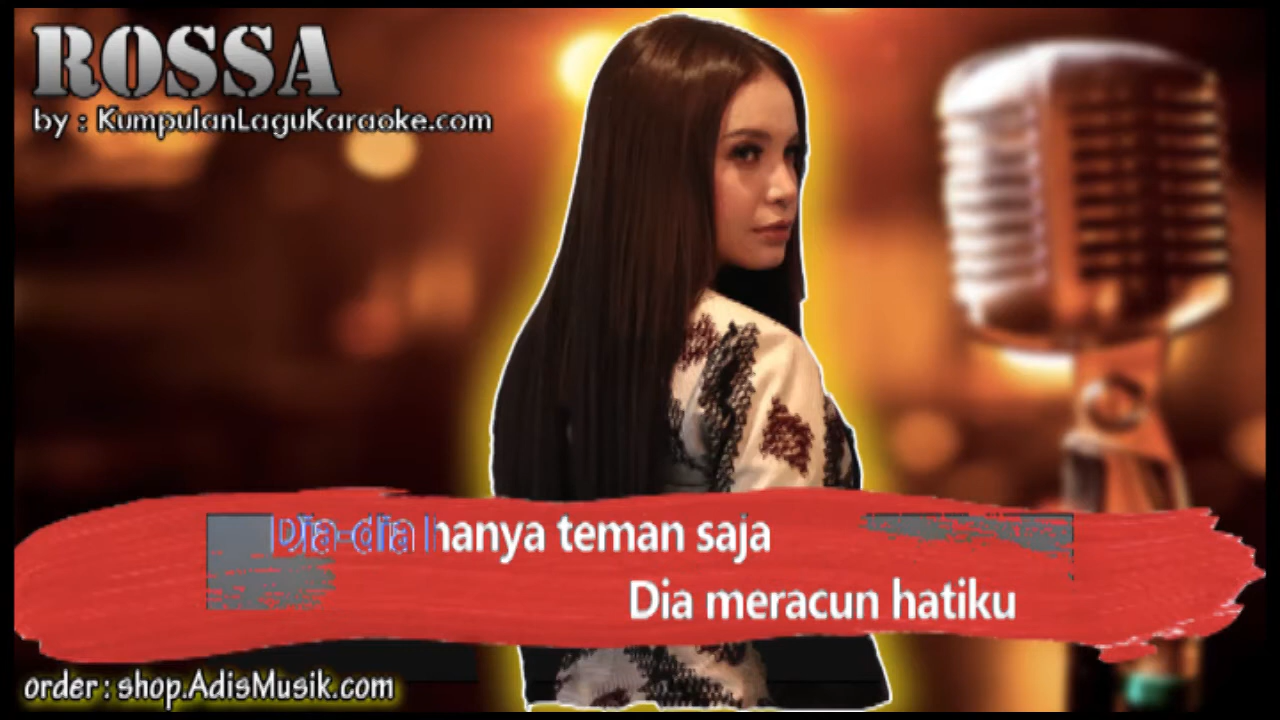 ROSSA
by : KumpulanLaguKaraoke.com
Dia-dia hanya teman saja
Dia meracun hatiku
order : shop.AdisMusik.com